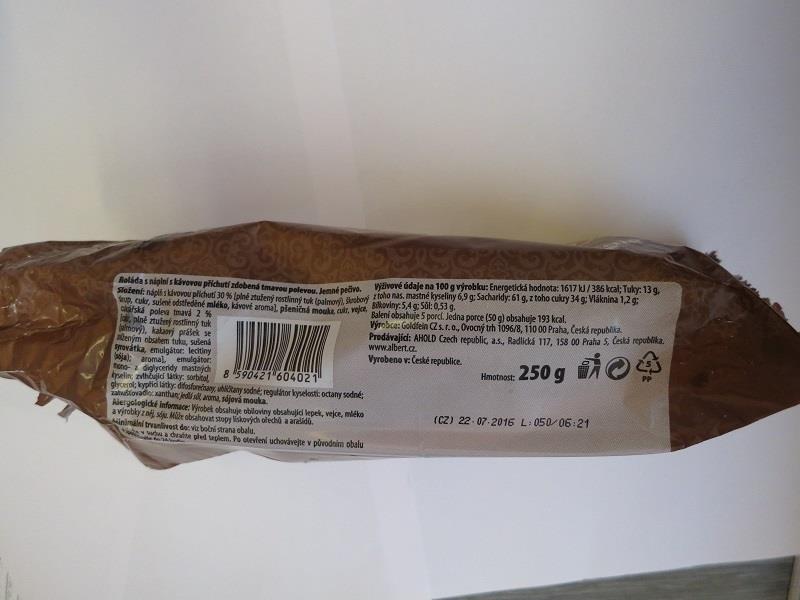 Roláda s náplní s kávovou příchutí zdobená tmavou polevou. Jemné pečivo.
Složení: náplň s kávovou příchutí 30 % [plně ztužený rostlinný tuk (palmový), škrobový
sirup, cukr, sušené odstředěné mléko, kávové aroma], pšeničná mouka, cukr, vejce,
cukrářská poleva tmavá 2 %
[cukr, plně ztužený rostlinný tuk
(palmový), kakaový prášek se
sníženým obsahem tuku, sušená
syrovátka, emulgátor: lecitiny
(sója); aroma], emulgátor:
mono- a diglyceridy mastných
kyselin; zvlhčující látky: sorbitol,
glycerol; kypřicí látky: difosforečnany, uhličitany sodné; regulátor kyselosti: octany sodné;
zahušťovadlo: xanthan; jedlá sůl, aroma, sójová mouka.
Alergologické informace: Výrobek obsahuje obiloviny obsahující lepek, vejce, mléko
a výrobky z něj, sóju. Může obsahovat stopy lískových ořechů a arašídů.
Minimální trvanlivost do: viz boční strana obalu.
v suchu a chraňte před teplem. Po otevření uchovávejte v původním obalu
8 590421 604021
Výživové údaje na 100 g výrobku: Energetická hodnota: 1617 kJ / 386 kcal; Tuky: 13 g,
z toho nas. mastné kyseliny 6,9 g; Sacharidy: 61 g, z toho cukry 34 g; Vláknina 1,2 g;
Bílkoviny: 5,4 g; Sůl: 0,53 g.
Balení obsahuje 5 porcí. Jedna porce (50 g) obsahuje 193 kcal.
Výrobce: Goldfein CZ s. r. o., Ovocný trh 1096/8, 110 00 Praha, Česká republika.
Prodávající: AHOLD Czech republic, a.s., Radlická 117, 158 00 Praha 5, Česká republika.
www.albert.cz.
Vyrobeno v: České republice.
Hmotnost: 250 g
5
PP
(CZ) 22·07·2016 L:050/06:21